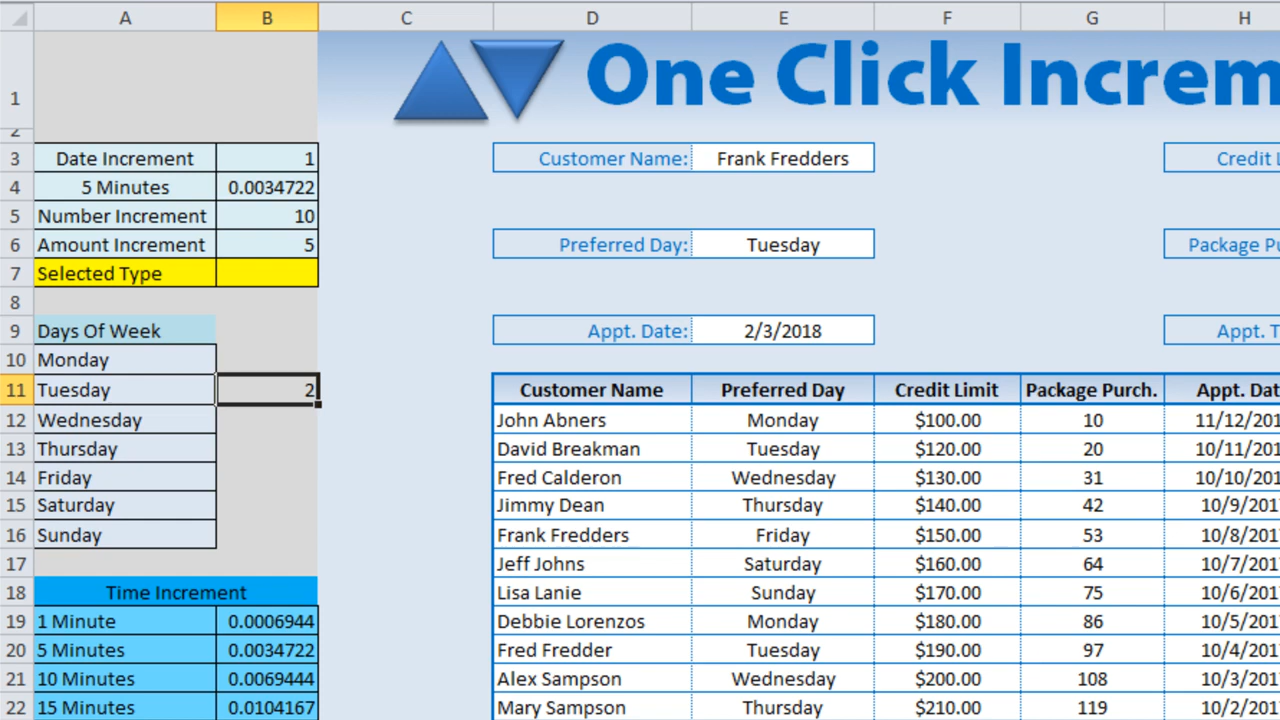 A B C D E F G H
1 One Click Increm
2
3 Date Increment 1 Customer Name: Frank Fredders Credit L
4 5 Minutes 0.0034722
5 Number Increment 10
6 Amount Increment 5 Preferred Day: Tuesday Package Pu
7 Selected Type
8
9 Days Of Week Appt. Date: 2/3/2018 Appt. T
10 Monday
11 Tuesday 2 Customer Name Preferred Day Credit Limit Package Purch. Appt. Dat
12 Wednesday John Abners Monday $100.00 10 11/12/201
13 Thursday David Breakman Tuesday $120.00 20 10/11/201
14 Friday Fred Calderon Wednesday $130.00 31 10/10/201
15 Saturday Jimmy Dean Thursday $140.00 42 10/9/201
16 Sunday Frank Fredders Friday $150.00 53 10/8/201
17 Jeff Johns Saturday $160.00 64 10/7/201
18 Time Increment Lisa Lanie Sunday $170.00 75 10/6/201
19 1 Minute 0.0006944 Debbie Lorenzos Monday $180.00 86 10/5/201
20 5 Minutes 0.0034722 Fred Fredder Tuesday $190.00 97 10/4/201
21 10 Minutes 0.0069444 Alex Sampson Wednesday $200.00 108 10/3/201
22 15 Minutes 0.0104167 Mary Sampson Thursday $210.00 119 10/2/201